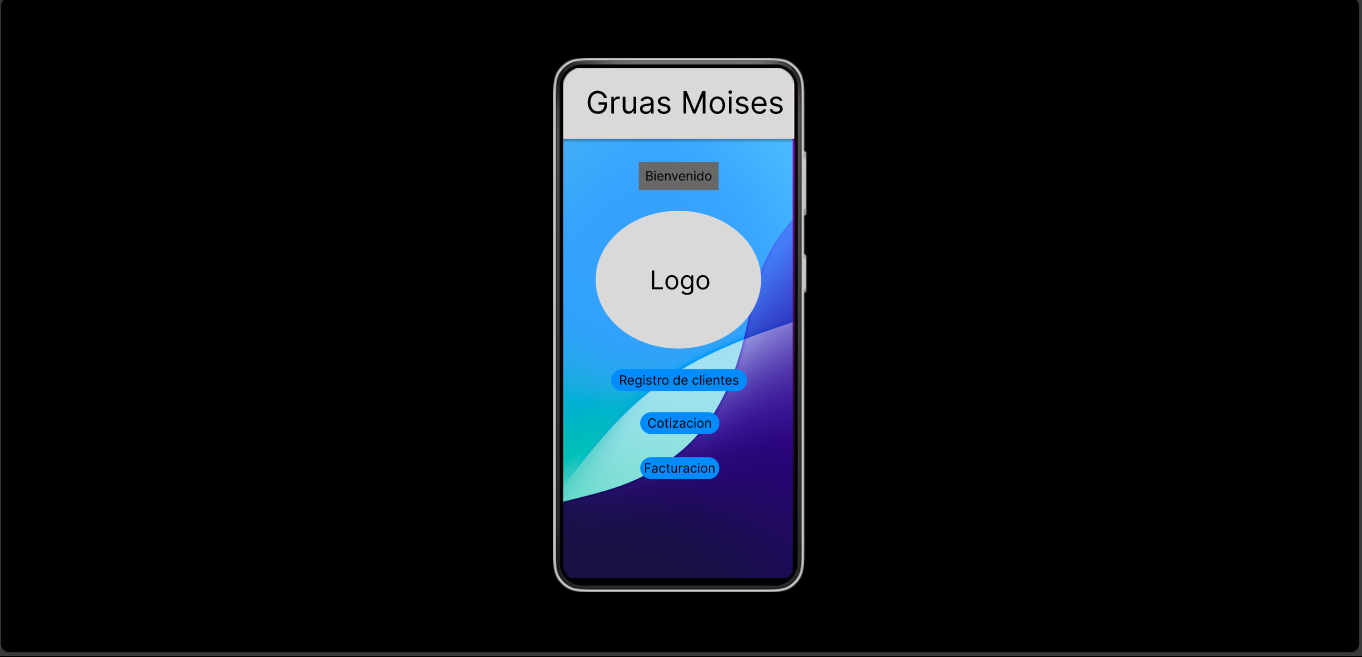 Gruas Moises
Bienvenido
Logo
Registro de clientes
Cotizacion
Facturacion